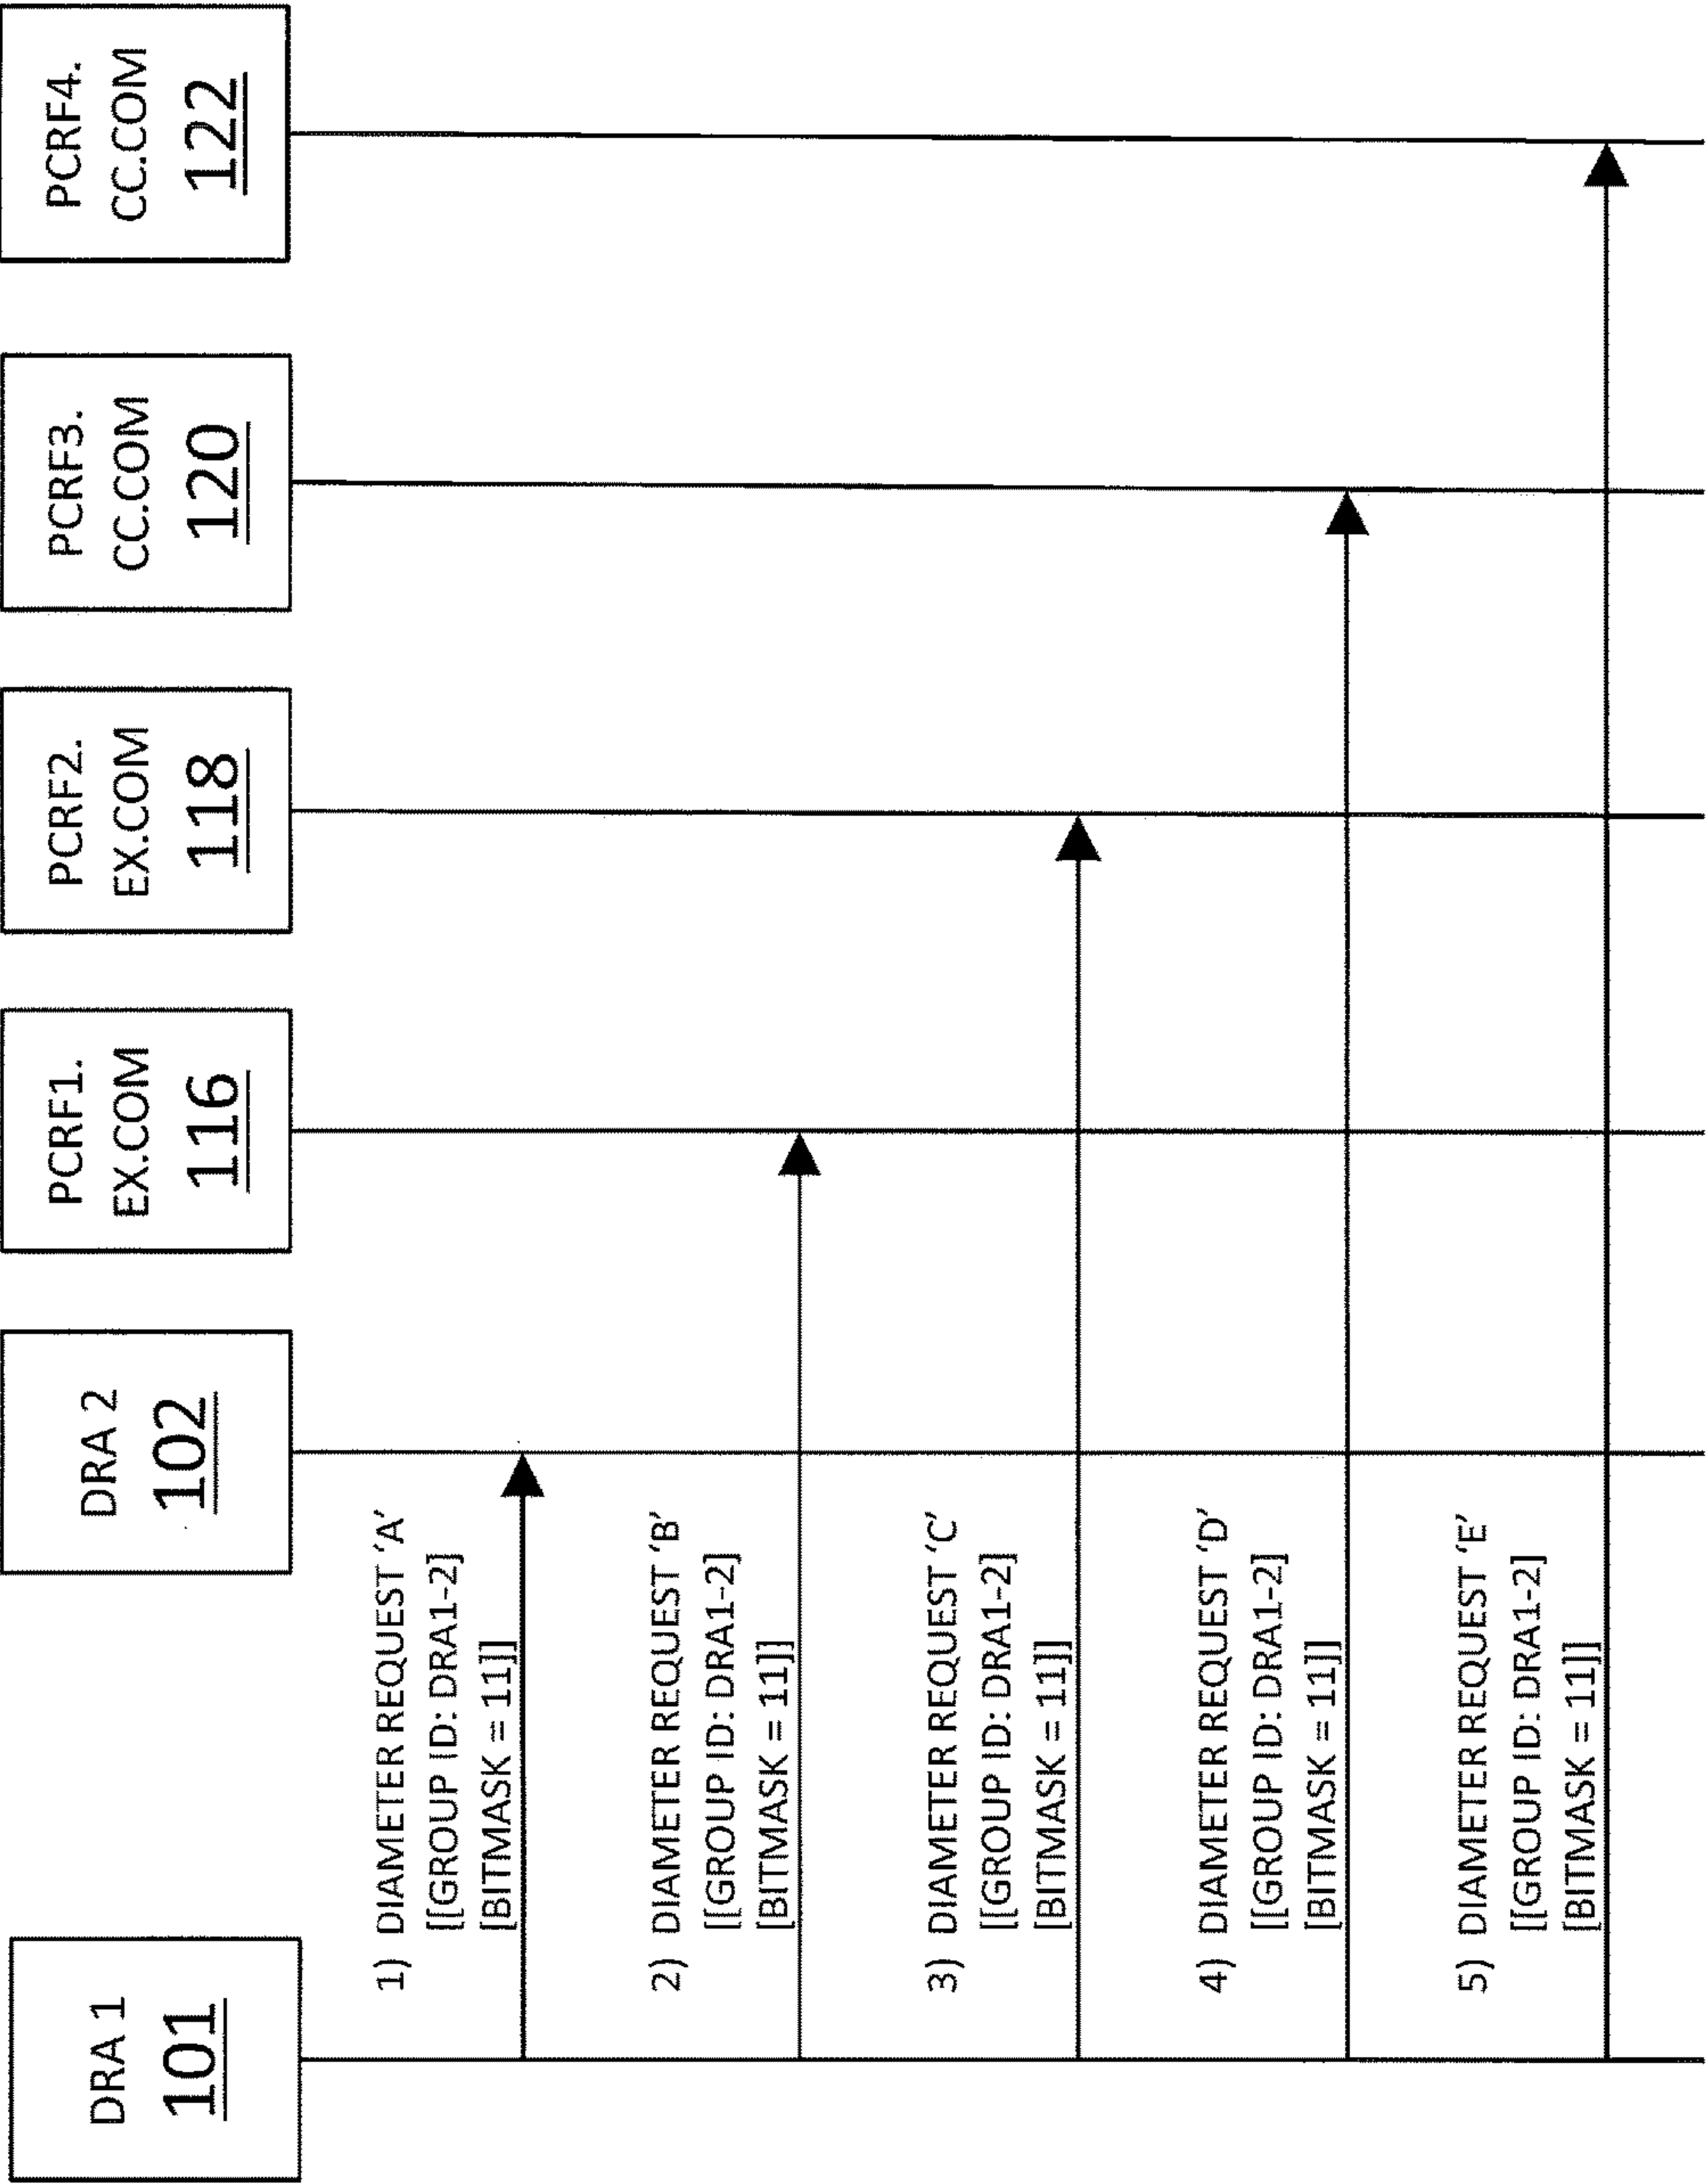 DRA 1
101
DRA 2
102
PCRF1.
EX.COM
116
PCRF2.
EX.COM
118
PCRF3.
CC.COM
120
PCRF4.
CC.COM
122
1) DIAMETER REQUEST ‘A’
[[GROUP ID: DRA1-2]
[BITMASK = 11]]
2) DIAMETER REQUEST ‘B’
[[GROUP ID: DRA1-2]
[BITMASK = 11]]
3) DIAMETER REQUEST ‘C’
[[GROUP ID: DRA1-2]
[BITMASK = 11]]
4) DIAMETER REQUEST ‘D’
[[GROUP ID: DRA1-2]
[BITMASK = 11]]
5) DIAMETER REQUEST ‘E’
[[GROUP ID: DRA1-2]
[BITMASK = 11]]